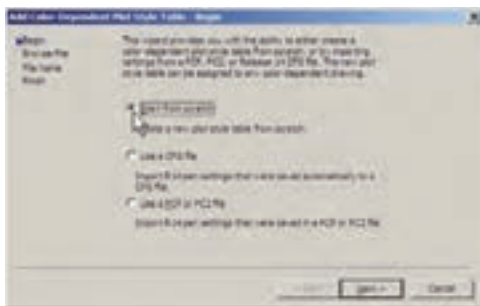 Add Color-Dependent Plot Style Table - Begin
Begin
Browse File
File name
Finish
This wizard provides you with the ability to either create a
color-dependent plot style table from scratch, or by importing
settings from a PCP, PC2, or Release 14 CFG file. The new plot
style table can be assigned to any color-dependent drawing.
Start from scratch
Create a new plot style table from scratch.
Use a CFG file
Import R14 pen settings that were saved automatically to a
CFG file.
Use a PCP or PC2 file
Import R14 pen settings that were saved in a PCP or PC2 file.
Next >
Cancel